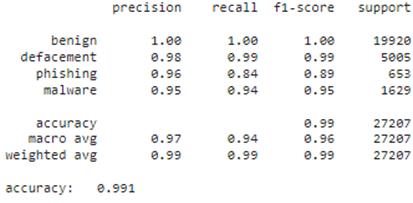 precision recall f1-score support
benign 1.00 1.00 1.00 19920
defacement 0.98 0.99 0.99 5005
phishing 0.96 0.84 0.89 653
malware 0.95 0.94 0.95 1629
accuracy 0.99 27207
macro avg 0.97 0.94 0.96 27207
weighted avg 0.99 0.99 0.99 27207
accuracy: 0.991